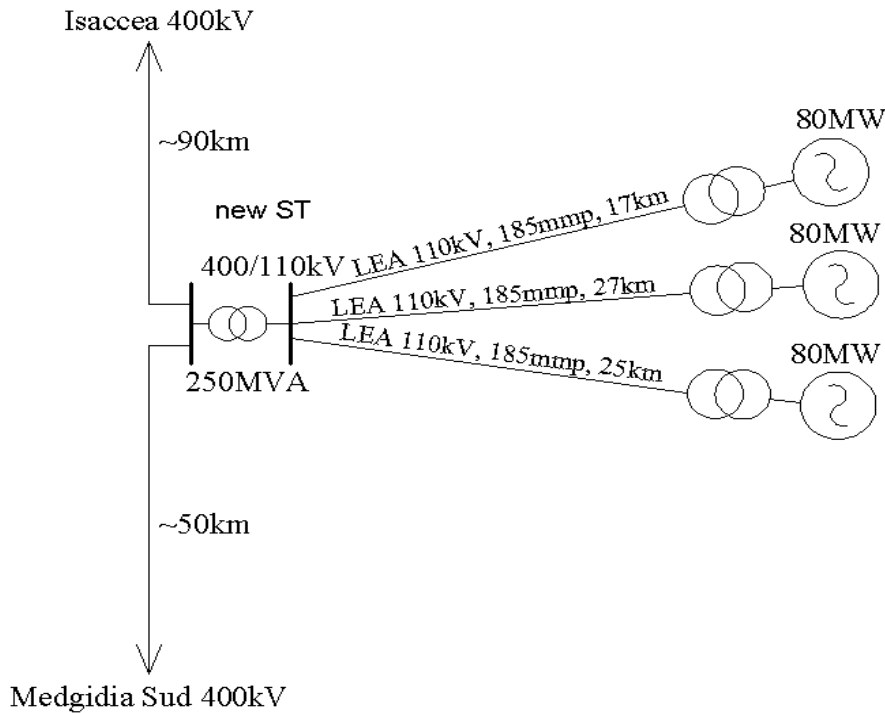 Isaccea 400kV
~90km
80MW
new ST
LEA 110kV, 185mmp, 17km
80MW
400/110kV
LEA 110kV, 185mmp, 27km
LEA 110kV, 185mmp, 25km
80MW
250MVA
~50km
Medgidia Sud 400kV